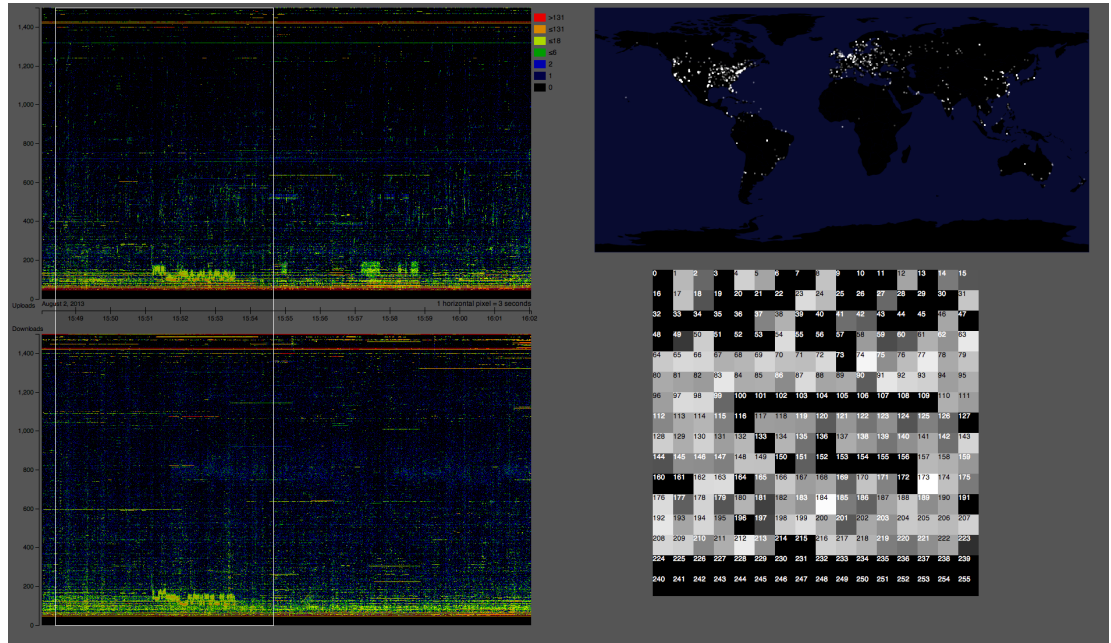 1,400
1,200
1,000
800
600
400
200
0
>131
≤131
≤18
≤6
2
1
0
Uploads
August 2, 2013
1 horizontal pixel = 3 seconds
15:49 15:50 15:51 15:52 15:53 15:54 15:55 15:56 15:57 15:58 15:59 16:00 16:01 16:02
Downloads
1,400
1,200
1,000
800
600
400
200
0
0 1 2 3 4 5 6 7 8 9 10 11 12 13 14 15
16 17 18 19 20 21 22 23 24 25 26 27 28 29 30 31
32 33 34 35 36 37 38 39 40 41 42 43 44 45 46 47
48 49 50 51 52 53 54 55 56 57 58 59 60 61 62 63
64 65 66 67 68 69 70 71 72 73 74 75 76 77 78 79
80 81 82 83 84 85 86 87 88 89 90 91 92 93 94 95
96 97 98 99 100 101 102 103 104 105 106 107 108 109 110 111
112 113 114 115 116 117 118 119 120 121 122 123 124 125 126 127
128 129 130 131 132 133 134 135 136 137 138 139 140 141 142 143
144 145 146 147 148 149 150 151 152 153 154 155 156 157 158 159
160 161 162 163 164 165 166 167 168 169 170 171 172 173 174 175
176 177 178 179 180 181 182 183 184 185 186 187 188 189 190 191
192 193 194 195 196 197 198 199 200 201 202 203 204 205 206 207
208 209 210 211 212 213 214 215 216 217 218 219 220 221 222 223
224 225 226 227 228 229 230 231 232 233 234 235 236 237 238 239
240 241 242 243 244 245 246 247 248 249 250 251 252 253 254 255